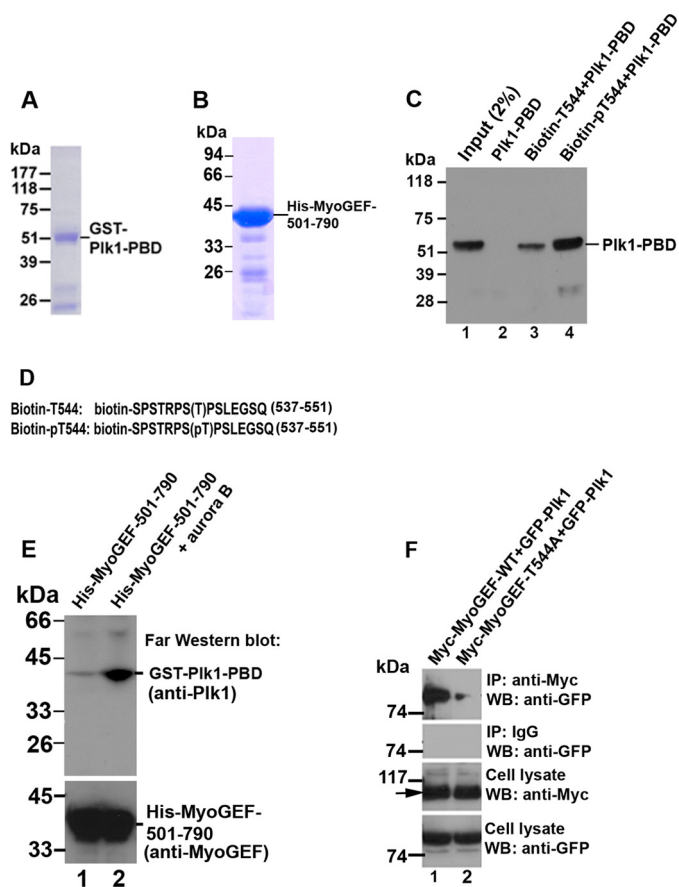 A
kDa
177
118
75
51
39
26
GST-
Plk1-PBD
B
kDa
94
66
45
33
26
His-MyoGEF-
501-790
C
Input (2%)
Plk1-PBD
Biotin-T544+Plk1-PBD
Biotin-pT544+Plk1-PBD
kDa
118
75
51
39
28
Plk1-PBD
1 2 3 4
D
Biotin-T544: biotin-SPSTRPS(T)PSLEGSQ (537-551)
Biotin-pT544: biotin-SPSTRPS(pT)PSLEGSQ (537-551)
E
His-MyoGEF-501-790
His-MyoGEF-501-790
+ aurora B
kDa
66
45
33
26
Far Western blot:
GST-Plk1-PBD
(anti-Plk1)
45
33
His-MyoGEF-
501-790
(anti-MyoGEF)
1 2
F
Myc-MyoGEF-WT+GFP-Plk1
Myc-MyoGEF-T544A+GFP-Plk1
kDa
74
IP: anti-Myc
WB: anti-GFP
74
IP: IgG
WB: anti-GFP
117
Cell lysate
WB: anti-Myc
74
Cell lysate
WB: anti-GFP
1 2